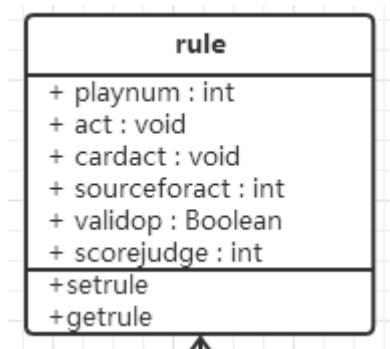 rule
+ playnum : int
+ act : void
+ cardact : void
+ sourceforact : int
+ validop : Boolean
+ scorejudge : int
+setrule
+getrule